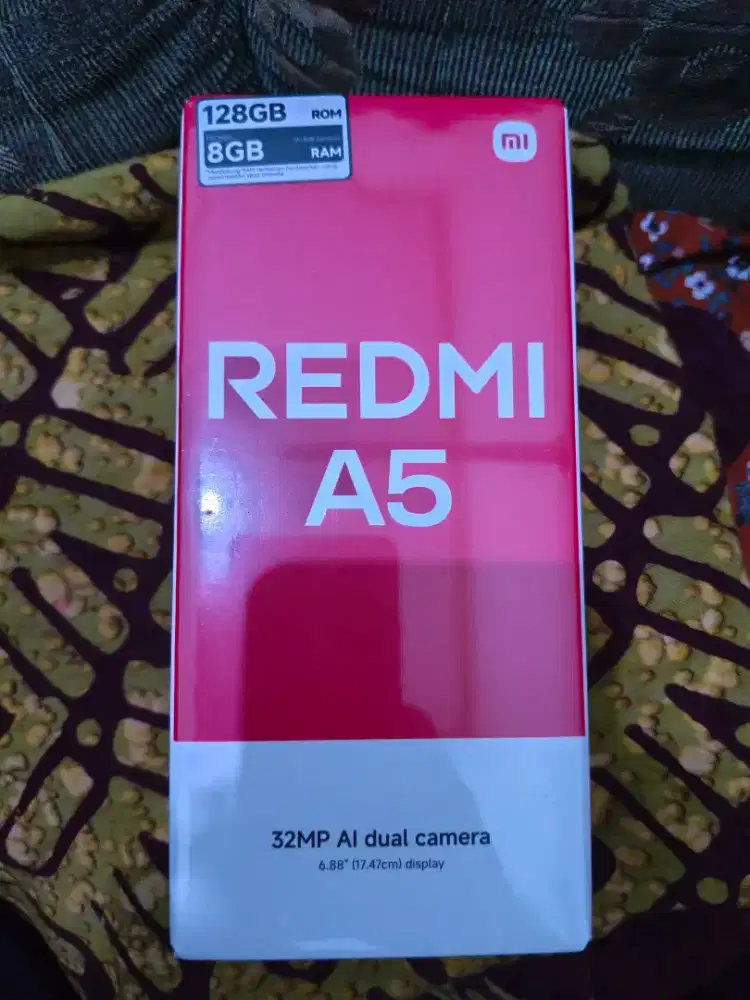 128GB ROM
8GB RAM
mi
REDMI
A5
32MP AI dual camera
6.88" (17.47cm) display